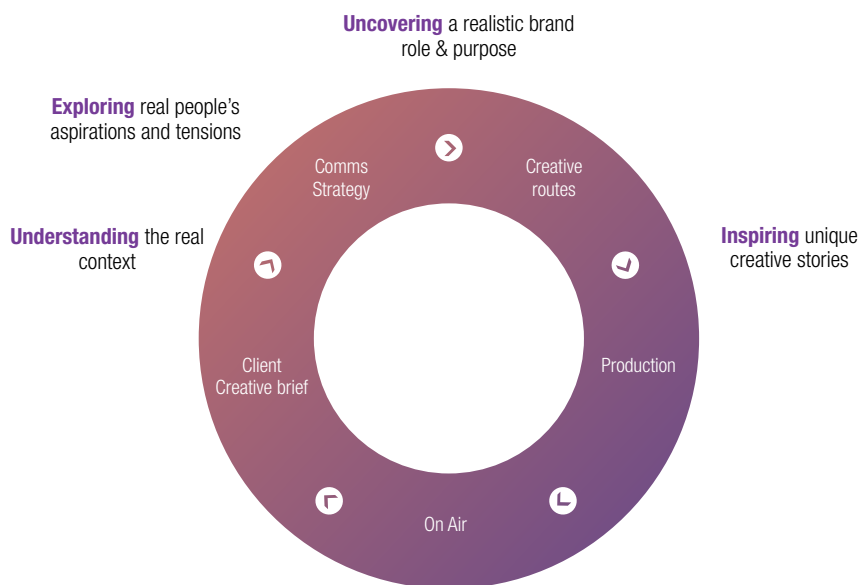 Uncovering a realistic brand
role & purpose
Exploring real people's
aspirations and tensions
Understanding the real
context
Inspiring unique
creative stories
Comms
Strategy
Creative
routes
Client
Creative brief
Production
On Air